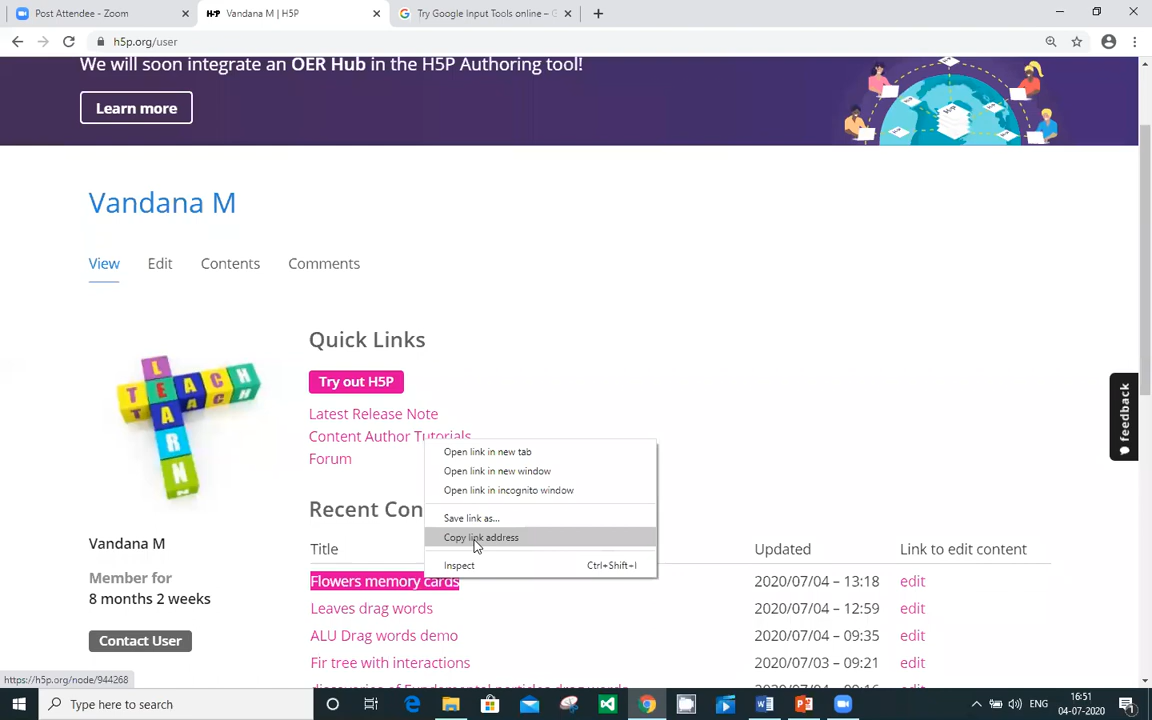 Post Attendee - Zoom
H-P Vandana M | H5P
Try Google Input Tools online – G
h5p.org/user
We will soon integrate an OER Hub in the H5P Authoring tool!
Learn more
Vandana M
View
Edit
Contents
Comments
Quick Links
Try out H5P
Latest Release Note
Content Author Tutorials
Forum
Open link in new tab
Open link in new window
Open link in incognito window
Save link as...
Copy link address
Inspect Ctrl+Shift+I
feedback
L
T E A C H
A
R
N
Vandana M
Member for
8 months 2 weeks
Contact User
Recent Con
Title Updated Link to edit content
Flowers memory cards 2020/07/04 – 13:18 edit
Leaves drag words 2020/07/04 – 12:59 edit
ALU Drag words demo 2020/07/04 – 09:35 edit
Fir tree with interactions 2020/07/03 – 09:21 edit
https://h5p.org/node/944268
Type here to search
ENG
16:51
04-07-2020